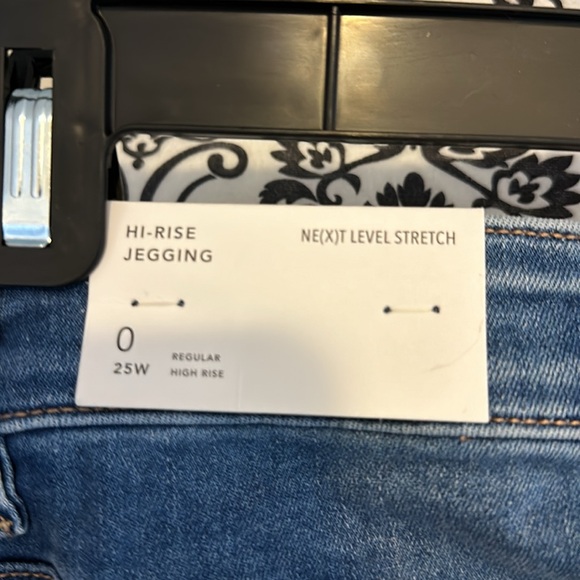 HI-RISE
JEGGING
NE(X)T LEVEL STRETCH
0
25W
REGULAR
HIGH RISE